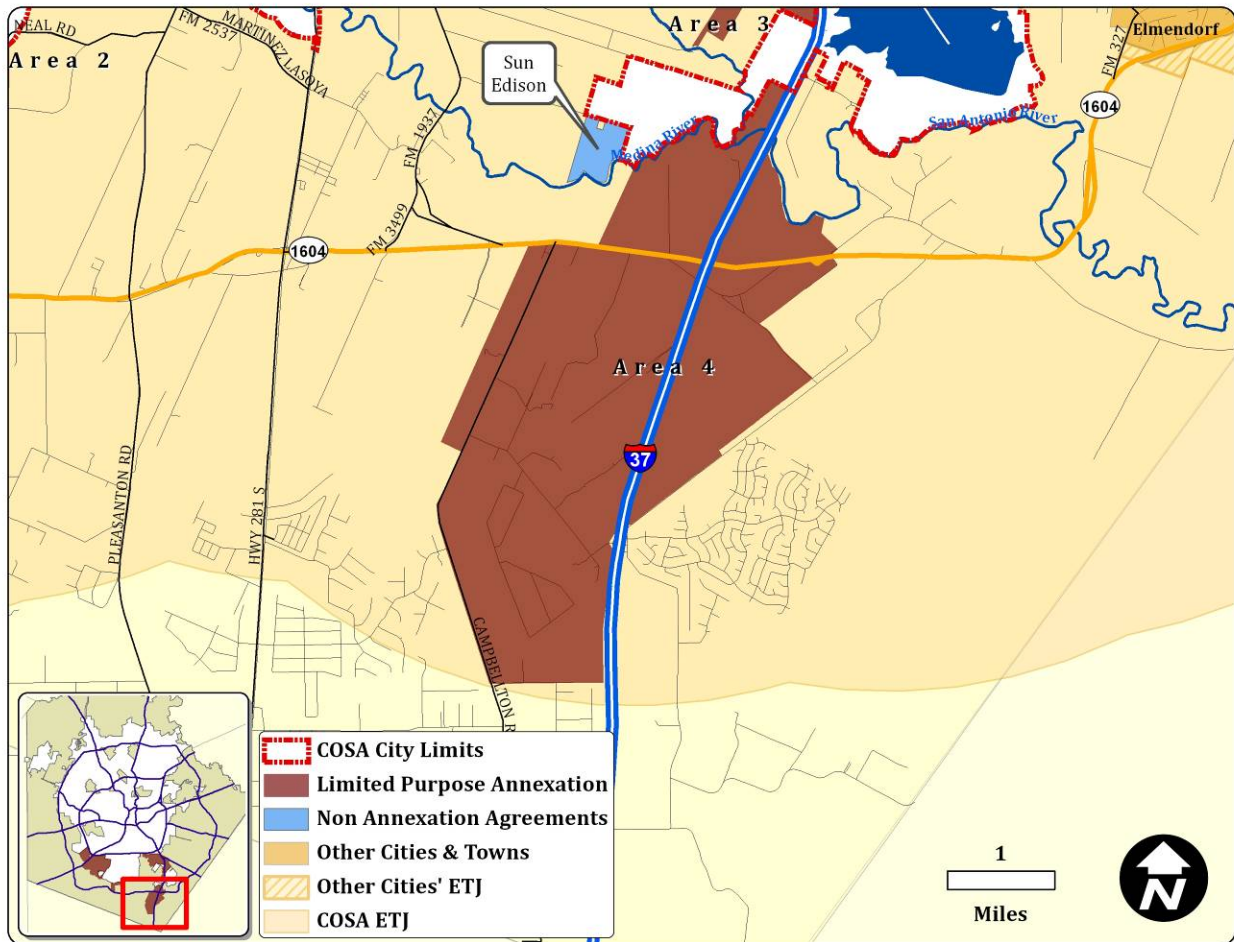 NEAL RD
FM 2537
MARTINEZ LASOYA
Area 2
Area 3
Sun
Edison
FM 327
Elmendorf
1604
FM 1937
Medina River
San Antonio River
FM 3499
1604
Area 4
37
PLEASANTON RD
HWY 281 S
CAMPBELLTON R
COSA City Limits
Limited Purpose Annexation
Non Annexation Agreements
Other Cities & Towns
Other Cities' ETJ
COSA ETJ
1
Miles
N